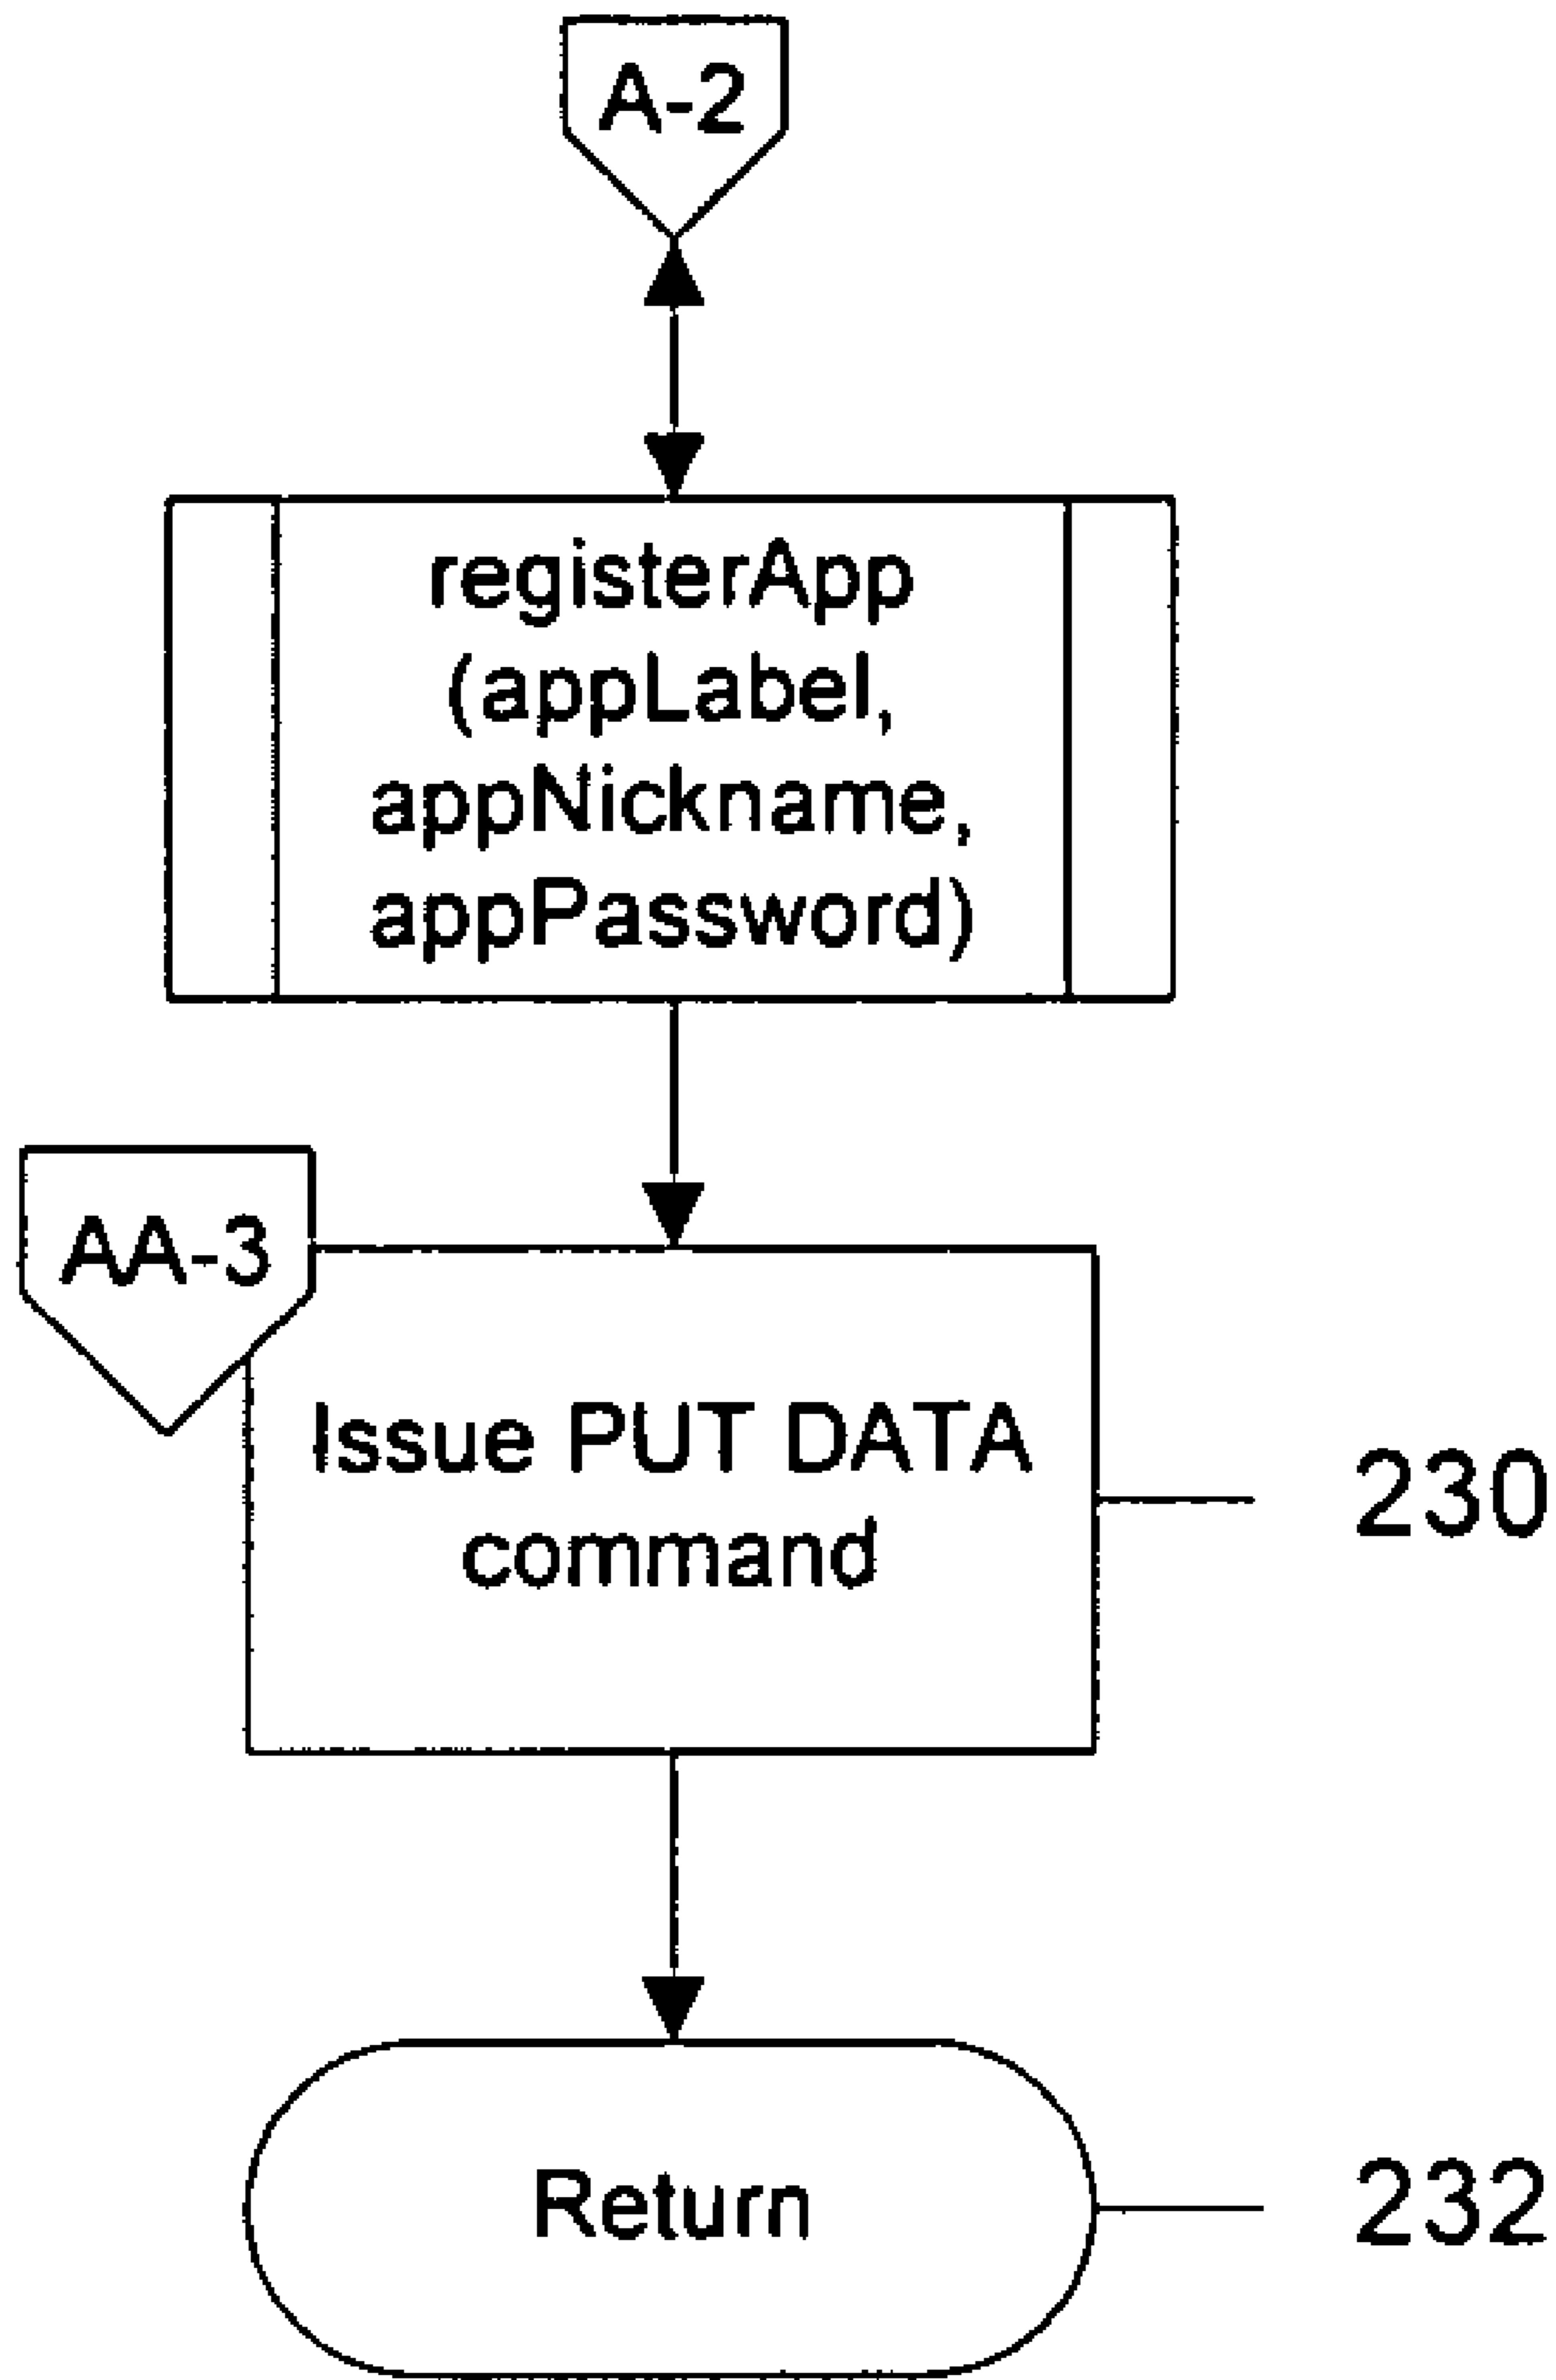 A-2
registerApp
(appLabel,
appNickname,
appPassword)
AA-3
Issue PUT DATA
command
230
Return
232